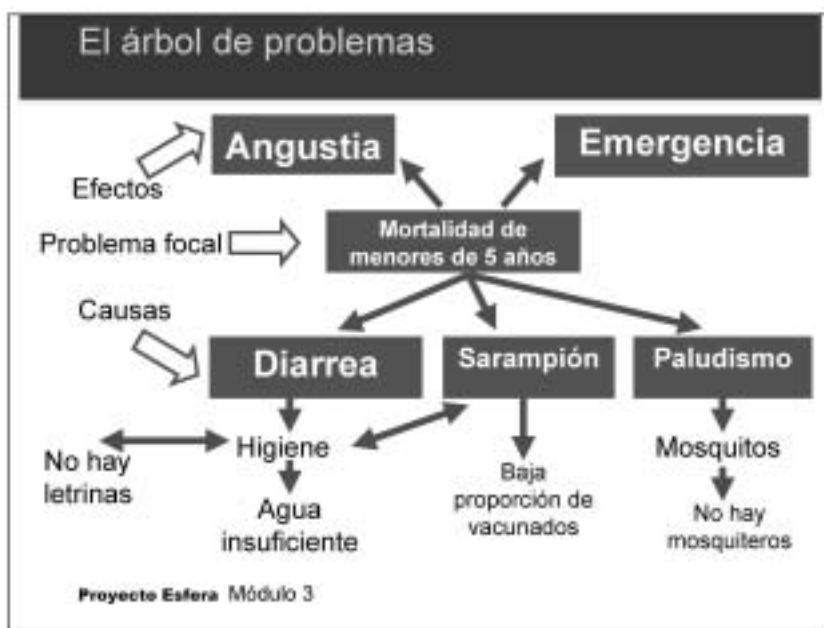 El árbol de problemas
Angustia
Emergencia
Efectos
Problema focal
Mortalidad de
menores de 5 años
Causas
Diarrea
Sarampión
Paludismo
No hay
letrinas
Higiene
Agua
insuficiente
Baja
proporción de
vacunados
Mosquitos
No hay
mosquiteros
Proyecto Esfera Módulo 3